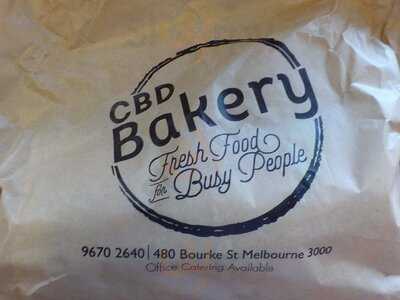 CBD
Bakery
Fresh Food
for Busy People
9670 2640 | 480 Bourke St Melbourne 3000
Office Catering Available